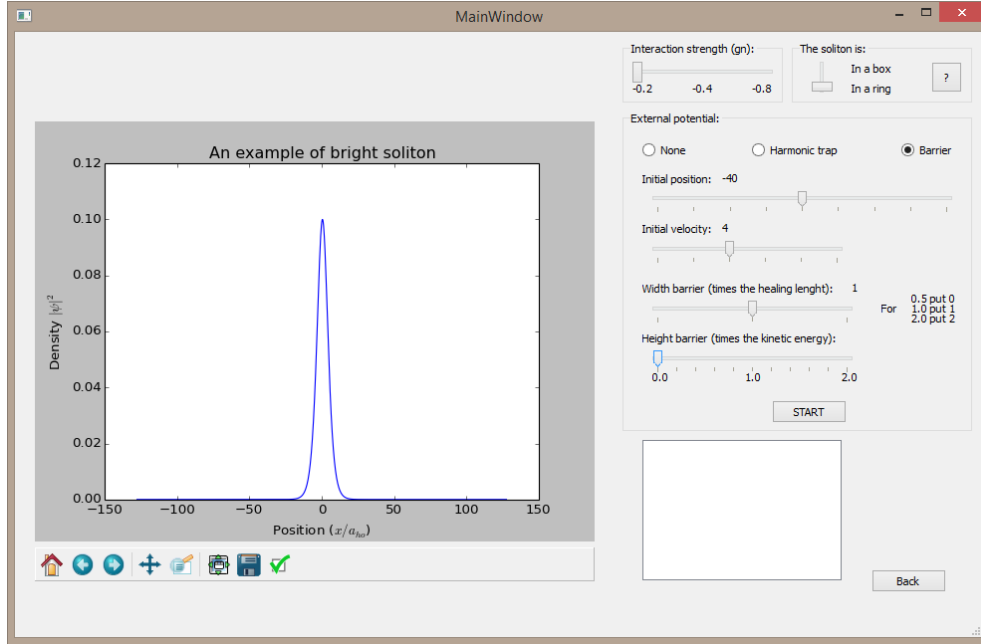 MainWindow
Interaction strength (gn):
-0.2 -0.4 -0.8
The soliton is:
In a box
In a ring
?
An example of bright soliton
0.12
0.10
0.08
0.06
0.04
0.02
0.00
Density |ψ|²
−150 −100 −50 0 50 100 150
Position (x/a_ho)
External potential:
None Harmonic trap Barrier
Initial position: -40
Initial velocity: 4
Width barrier (times the healing lenght): 1
For
0.5 put 0
1.0 put 1
2.0 put 2
Height barrier (times the kinetic energy):
0.0 1.0 2.0
START
Back